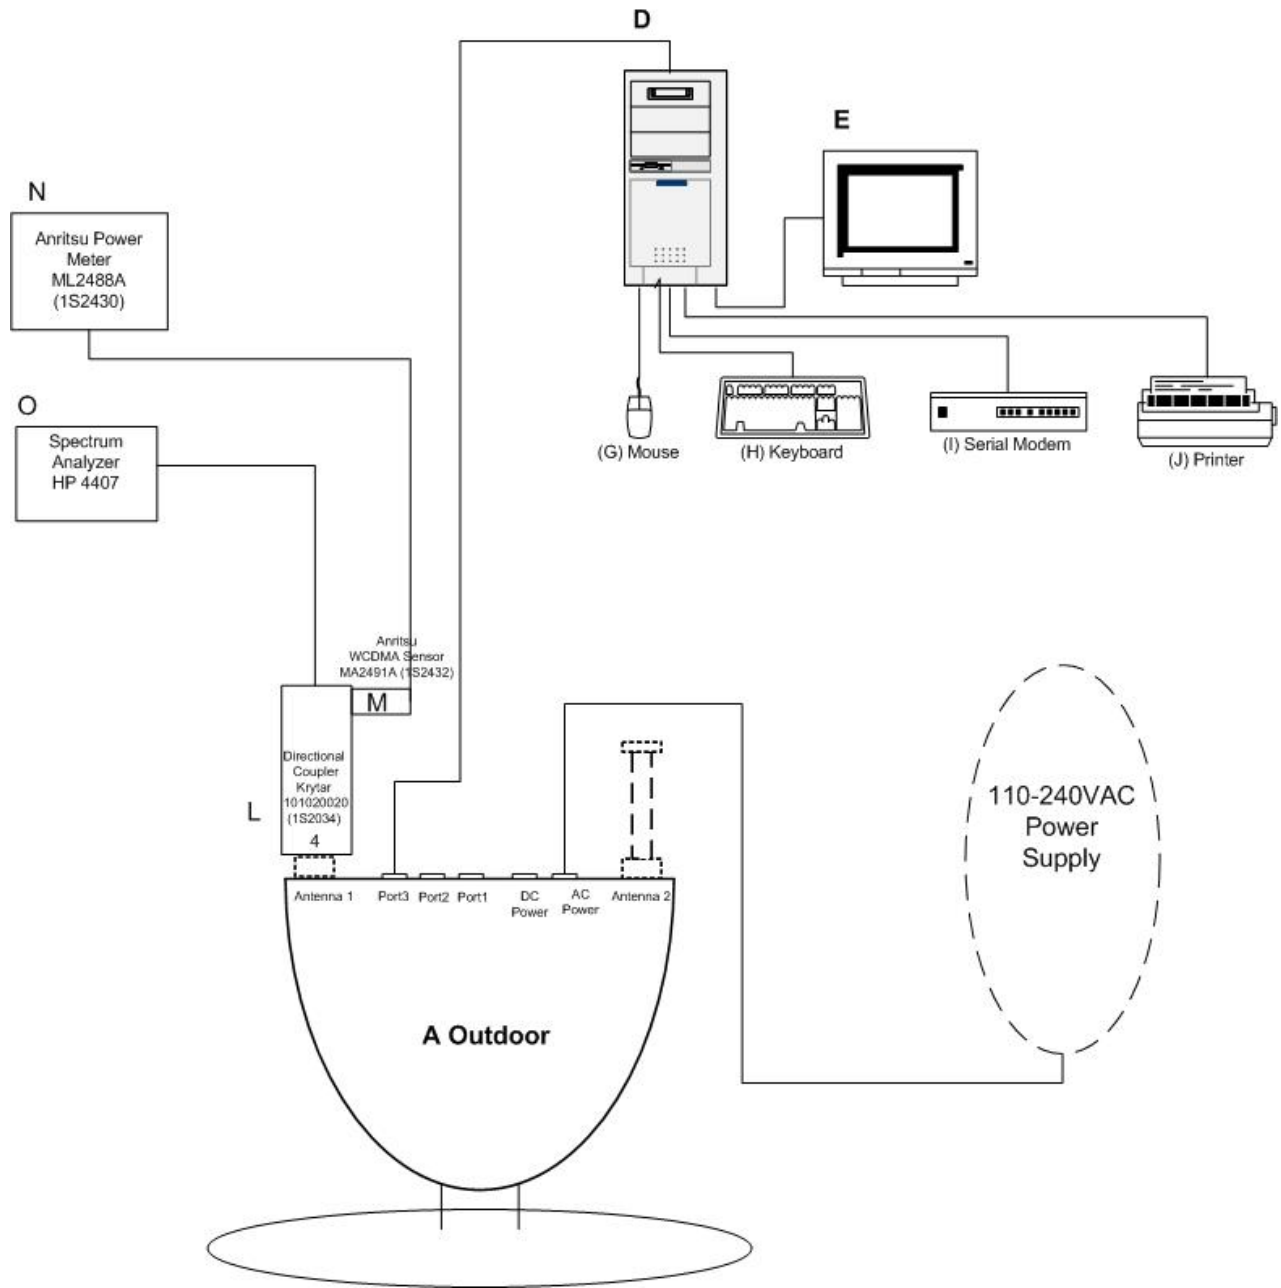 D
E
N
Anritsu Power
Meter
ML2488A
(1S2430)
O
Spectrum
Analyzer
HP 4407
(G) Mouse
(H) Keyboard
(I) Serial Modem
(J) Printer
Anritsu
WCDMA Sensor
MA2491A (1S2432)
M
L
Directional
Coupler
Krytar
101020020
(1S2034)
4
110-240VAC
Power
Supply
Antenna 1
Port3
Port2
Port1
DC
Power
AC
Power
Antenna 2
A Outdoor